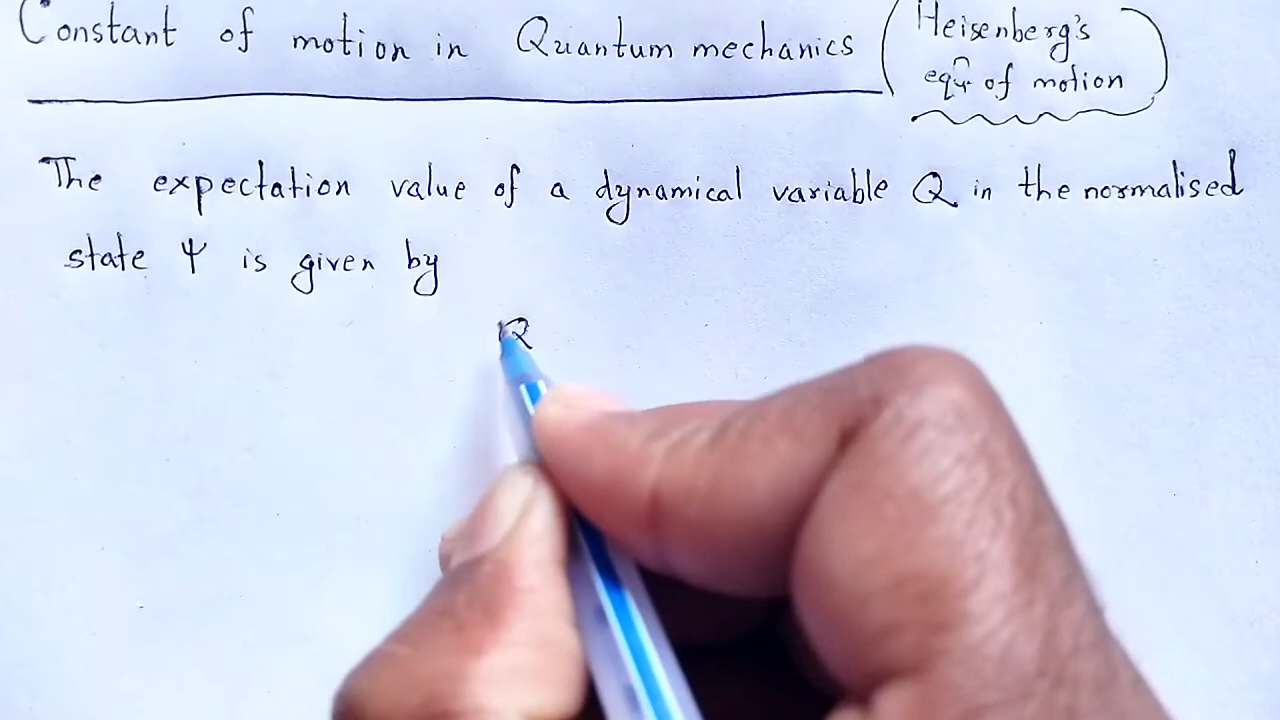 Constant of motion in Quantum mechanics (Heisenberg's
eqn of motion)
The expectation value of a dynamical variable Q in the normalised
state Ψ is given by
Q